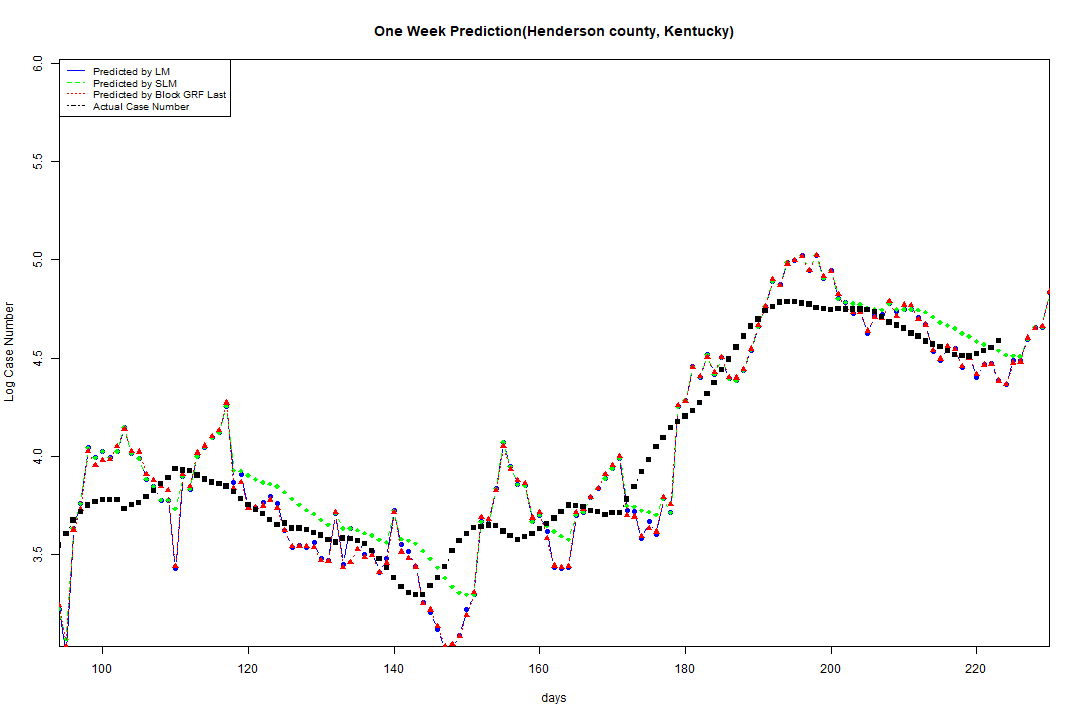 One Week Prediction(Henderson county, Kentucky)
Predicted by LM
Predicted by SLM
Predicted by Block GRF Last
Actual Case Number
6.0
5.5
5.0
4.5
4.0
3.5
Log Case Number
100 120 140 160 180 200 220
days